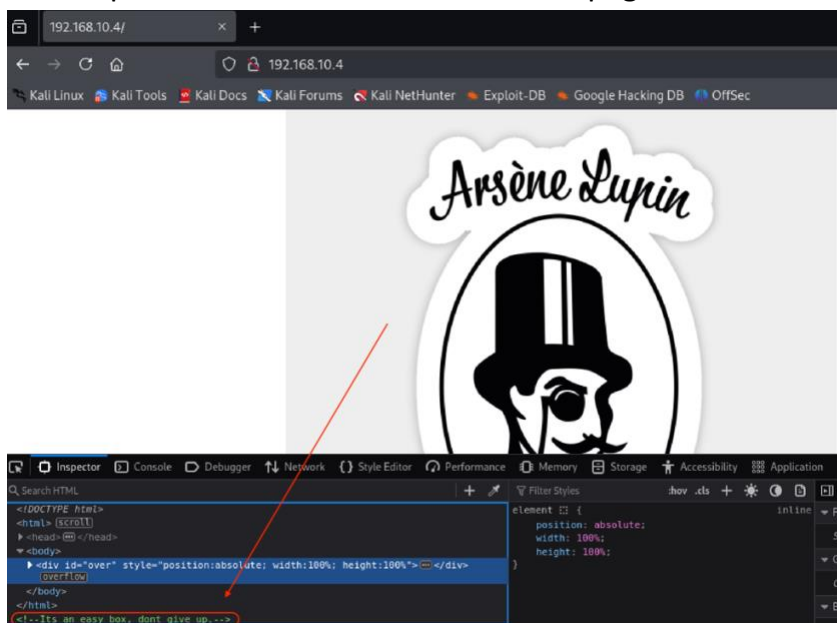 192.168.10.4/
192.168.10.4
Kali Linux Kali Tools Kali Docs Kali Forums Kali NetHunter Exploit-DB Google Hacking DB OffSec
Arsène Lupin
Inspector Console Debugger Network Style Editor Performance Memory Storage Accessibility Application
Search HTML
Filter Styles :hov .cls
<!DOCTYPE html>
<html> scroll
<head> </head>
<body>
<div id="over" style="position:absolute; width:100%; height:100%"> </div>
overflow
</body>
</html>
<!--Its an easy box, dont give up.-->
element { inline
position: absolute;
width: 100%;
height: 100%;
}